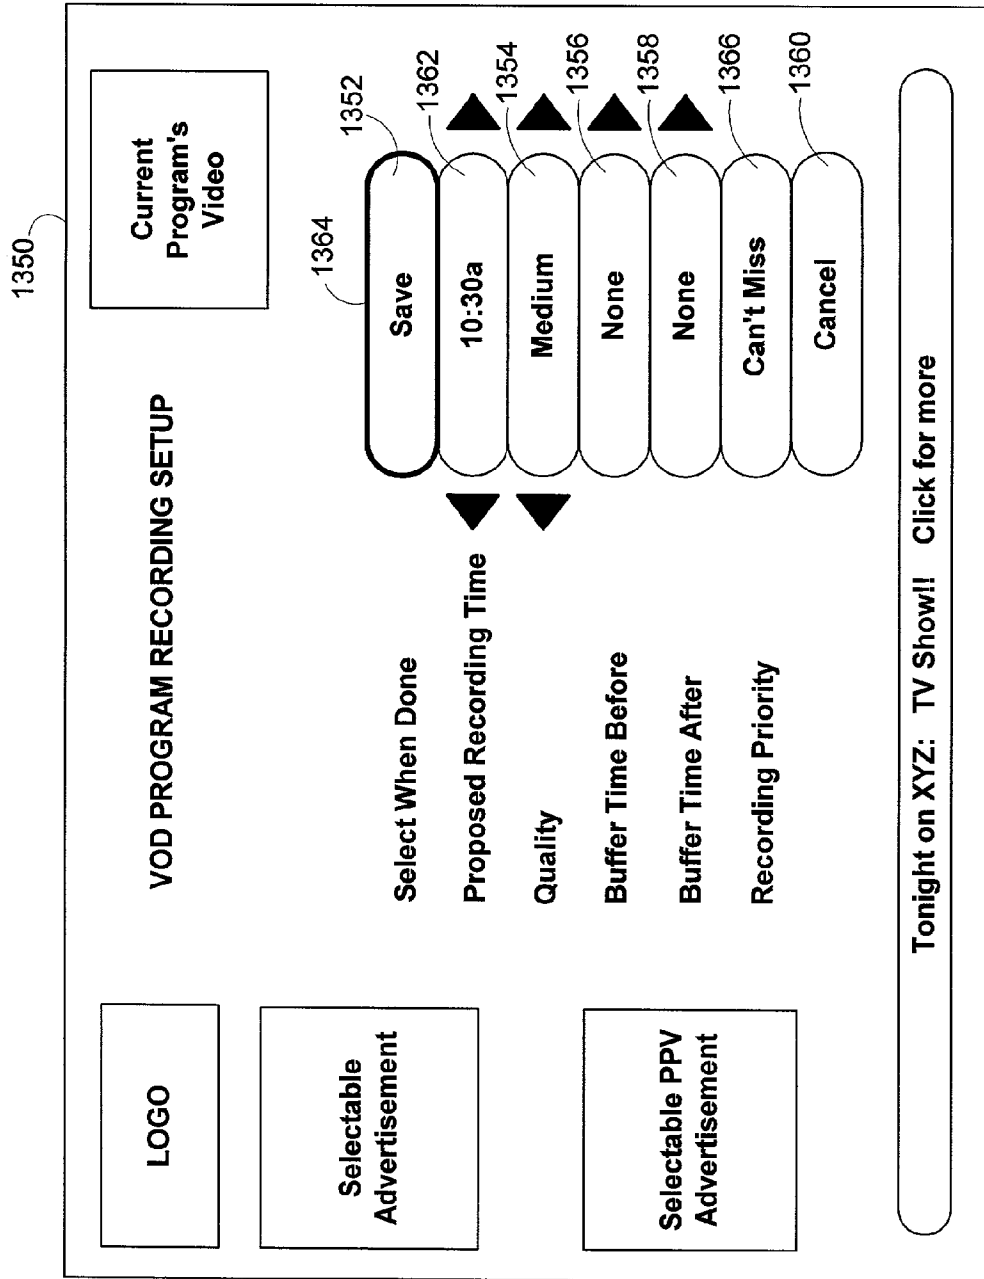 1350
LOGO
VOD PROGRAM RECORDING SETUP
Current
Program's
Video
Selectable
Advertisement
Selectable PPV
Advertisement
1364
1352
Select When Done
Save
1362
Proposed Recording Time
10:30a
1354
Quality
Medium
1356
Buffer Time Before
None
1358
Buffer Time After
None
1366
Recording Priority
Can't Miss
1360
Cancel
Tonight on XYZ: TV Show!! Click for more